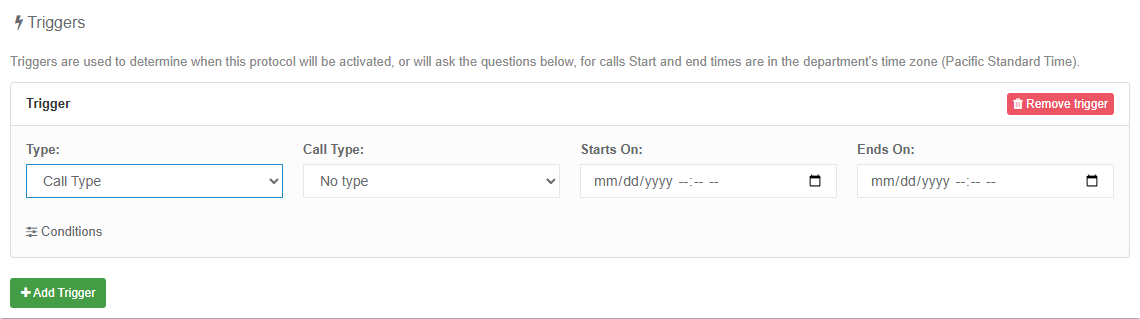 Triggers
Triggers are used to determine when this protocol will be activated, or will ask the questions below, for calls Start and end times are in the department's time zone (Pacific Standard Time).
Trigger
Remove trigger
Type: Call Type: Starts On: Ends On:
Call Type No type mm/dd/yyyy --:-- -- mm/dd/yyyy --:-- --
Conditions
Add Trigger